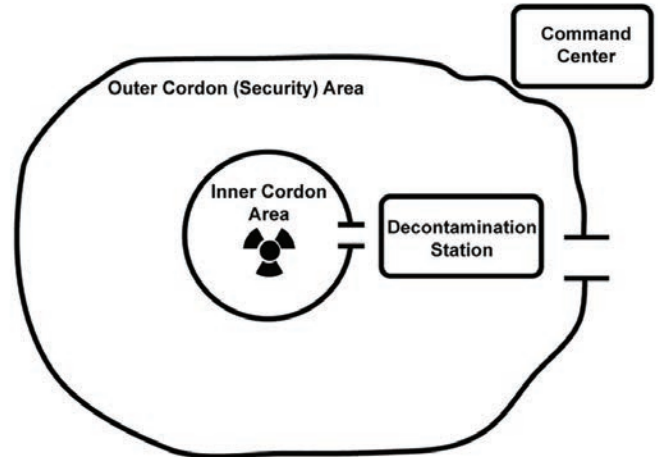 Command
Center
Outer Cordon (Security) Area
Inner Cordon
Area
Decontamination
Station